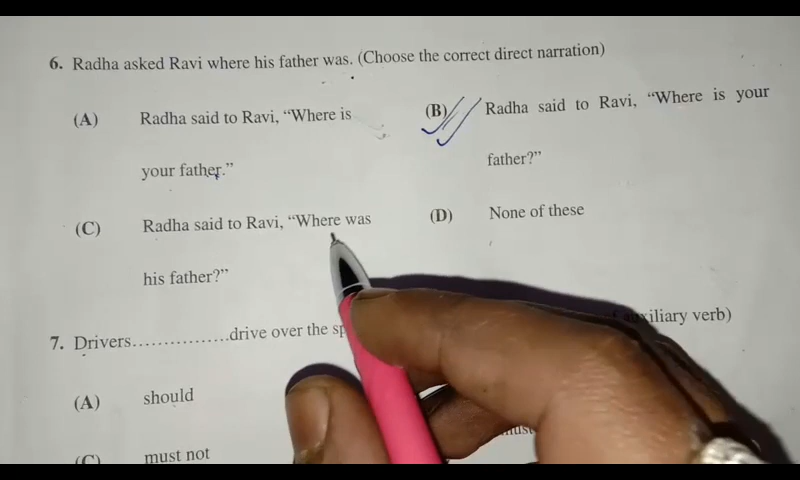 6. Radha asked Ravi where his father was. (Choose the correct direct narration)
(A) Radha said to Ravi, “Where is
your father.”
(B) Radha said to Ravi, “Where is your
father?”
(C) Radha said to Ravi, “Where was
his father?”
(D) None of these
7. Drivers...............drive over the auxiliary verb)
(A) should
(C) must not